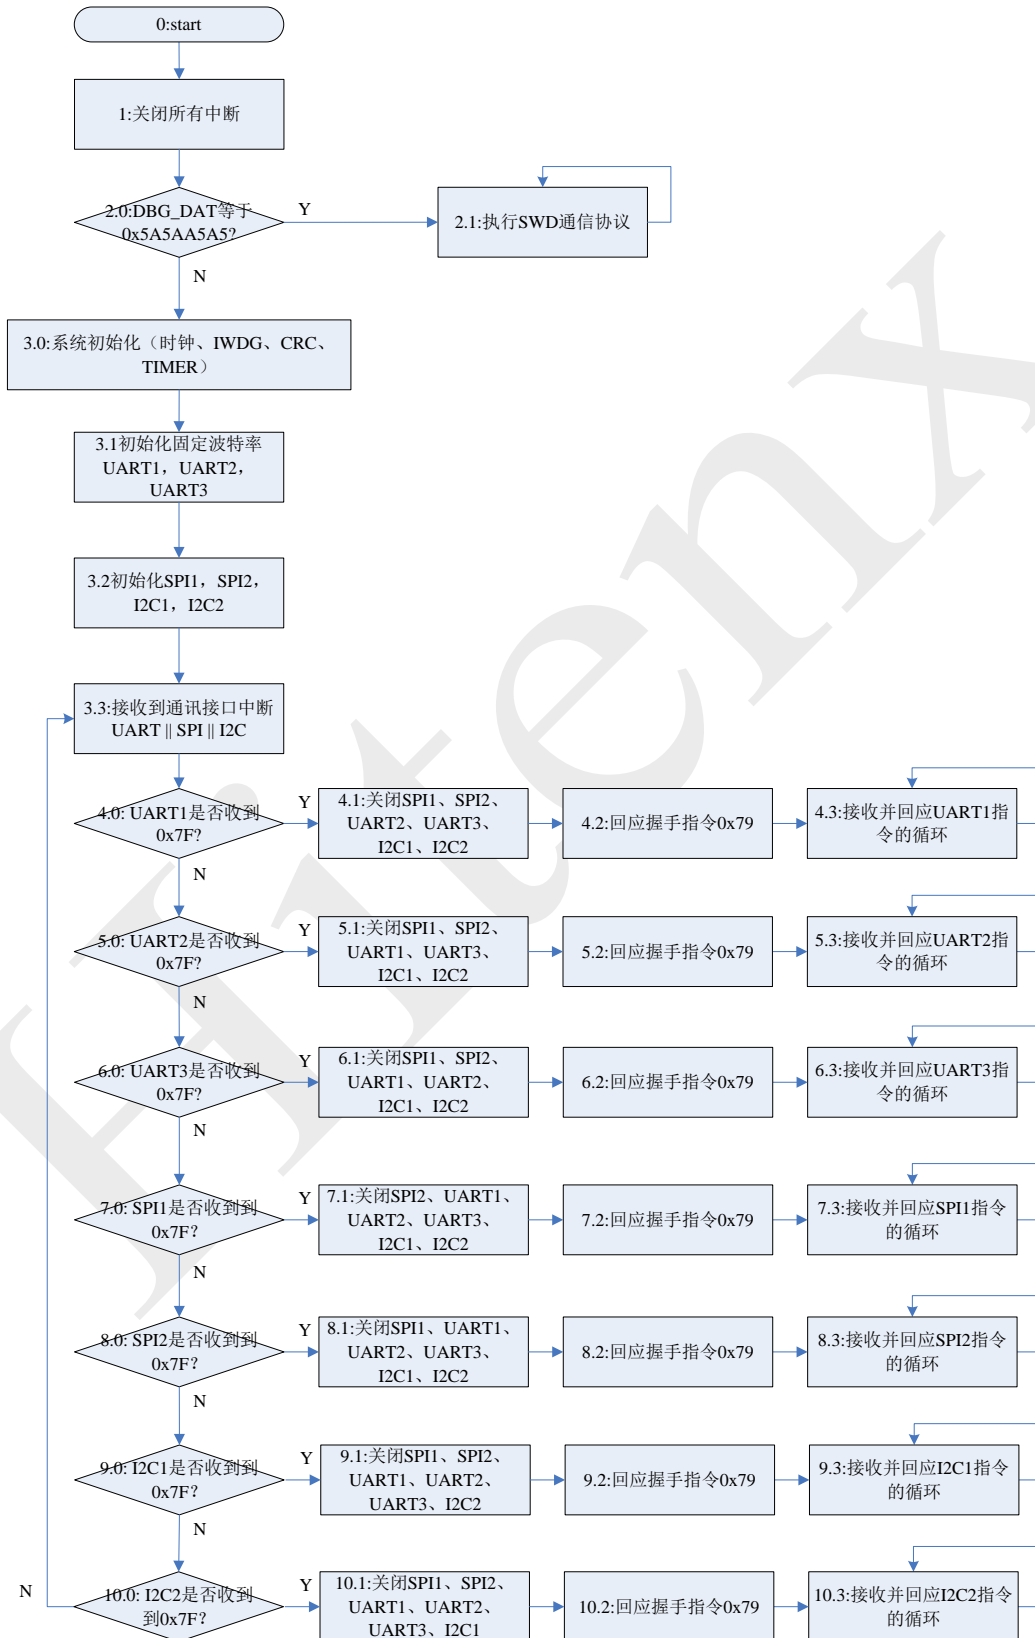 0:start
1:关闭所有中断
2.0:DBG_DAT等于
0x5A5AA5A5?
Y
2.1:执行SWD通信协议
N
3.0:系统初始化（时钟、IWDG、CRC、
TIMER）
3.1初始化固定波特率
UART1，UART2，
UART3
3.2初始化SPI1，SPI2，
I2C1，I2C2
3.3:接收到通讯接口中断
UART || SPI || I2C
4.0: UART1是否收到
0x7F?
Y
4.1:关闭SPI1、SPI2、
UART2、UART3、
I2C1、I2C2
4.2:回应握手指令0x79
4.3:接收并回应UART1指
令的循环
N
5.0: UART2是否收到
0x7F?
Y
5.1:关闭SPI1、SPI2、
UART1、UART3、
I2C1、I2C2
5.2:回应握手指令0x79
5.3:接收并回应UART2指
令的循环
N
6.0: UART3是否收到
0x7F?
Y
6.1:关闭SPI1、SPI2、
UART1、UART2、
I2C1、I2C2
6.2:回应握手指令0x79
6.3:接收并回应UART3指
令的循环
N
7.0: SPI1是否收到到
0x7F?
Y
7.1:关闭SPI2、UART1、
UART2、UART3、
I2C1、I2C2
7.2:回应握手指令0x79
7.3:接收并回应SPI1指令
的循环
N
8.0: SPI2是否收到到
0x7F?
Y
8.1:关闭SPI1、UART1、
UART2、UART3、
I2C1、I2C2
8.2:回应握手指令0x79
8.3:接收并回应SPI2指令
的循环
N
9.0: I2C1是否收到到
0x7F?
Y
9.1:关闭SPI1、SPI2、
UART1、UART2、
UART3、I2C2
9.2:回应握手指令0x79
9.3:接收并回应I2C1指令
的循环
N
N
10.0: I2C2是否收到
到0x7F?
Y
10.1:关闭SPI1、SPI2、
UART1、UART2、
UART3、I2C1
10.2:回应握手指令0x79
10.3:接收并回应I2C2指令
的循环
Hitenx